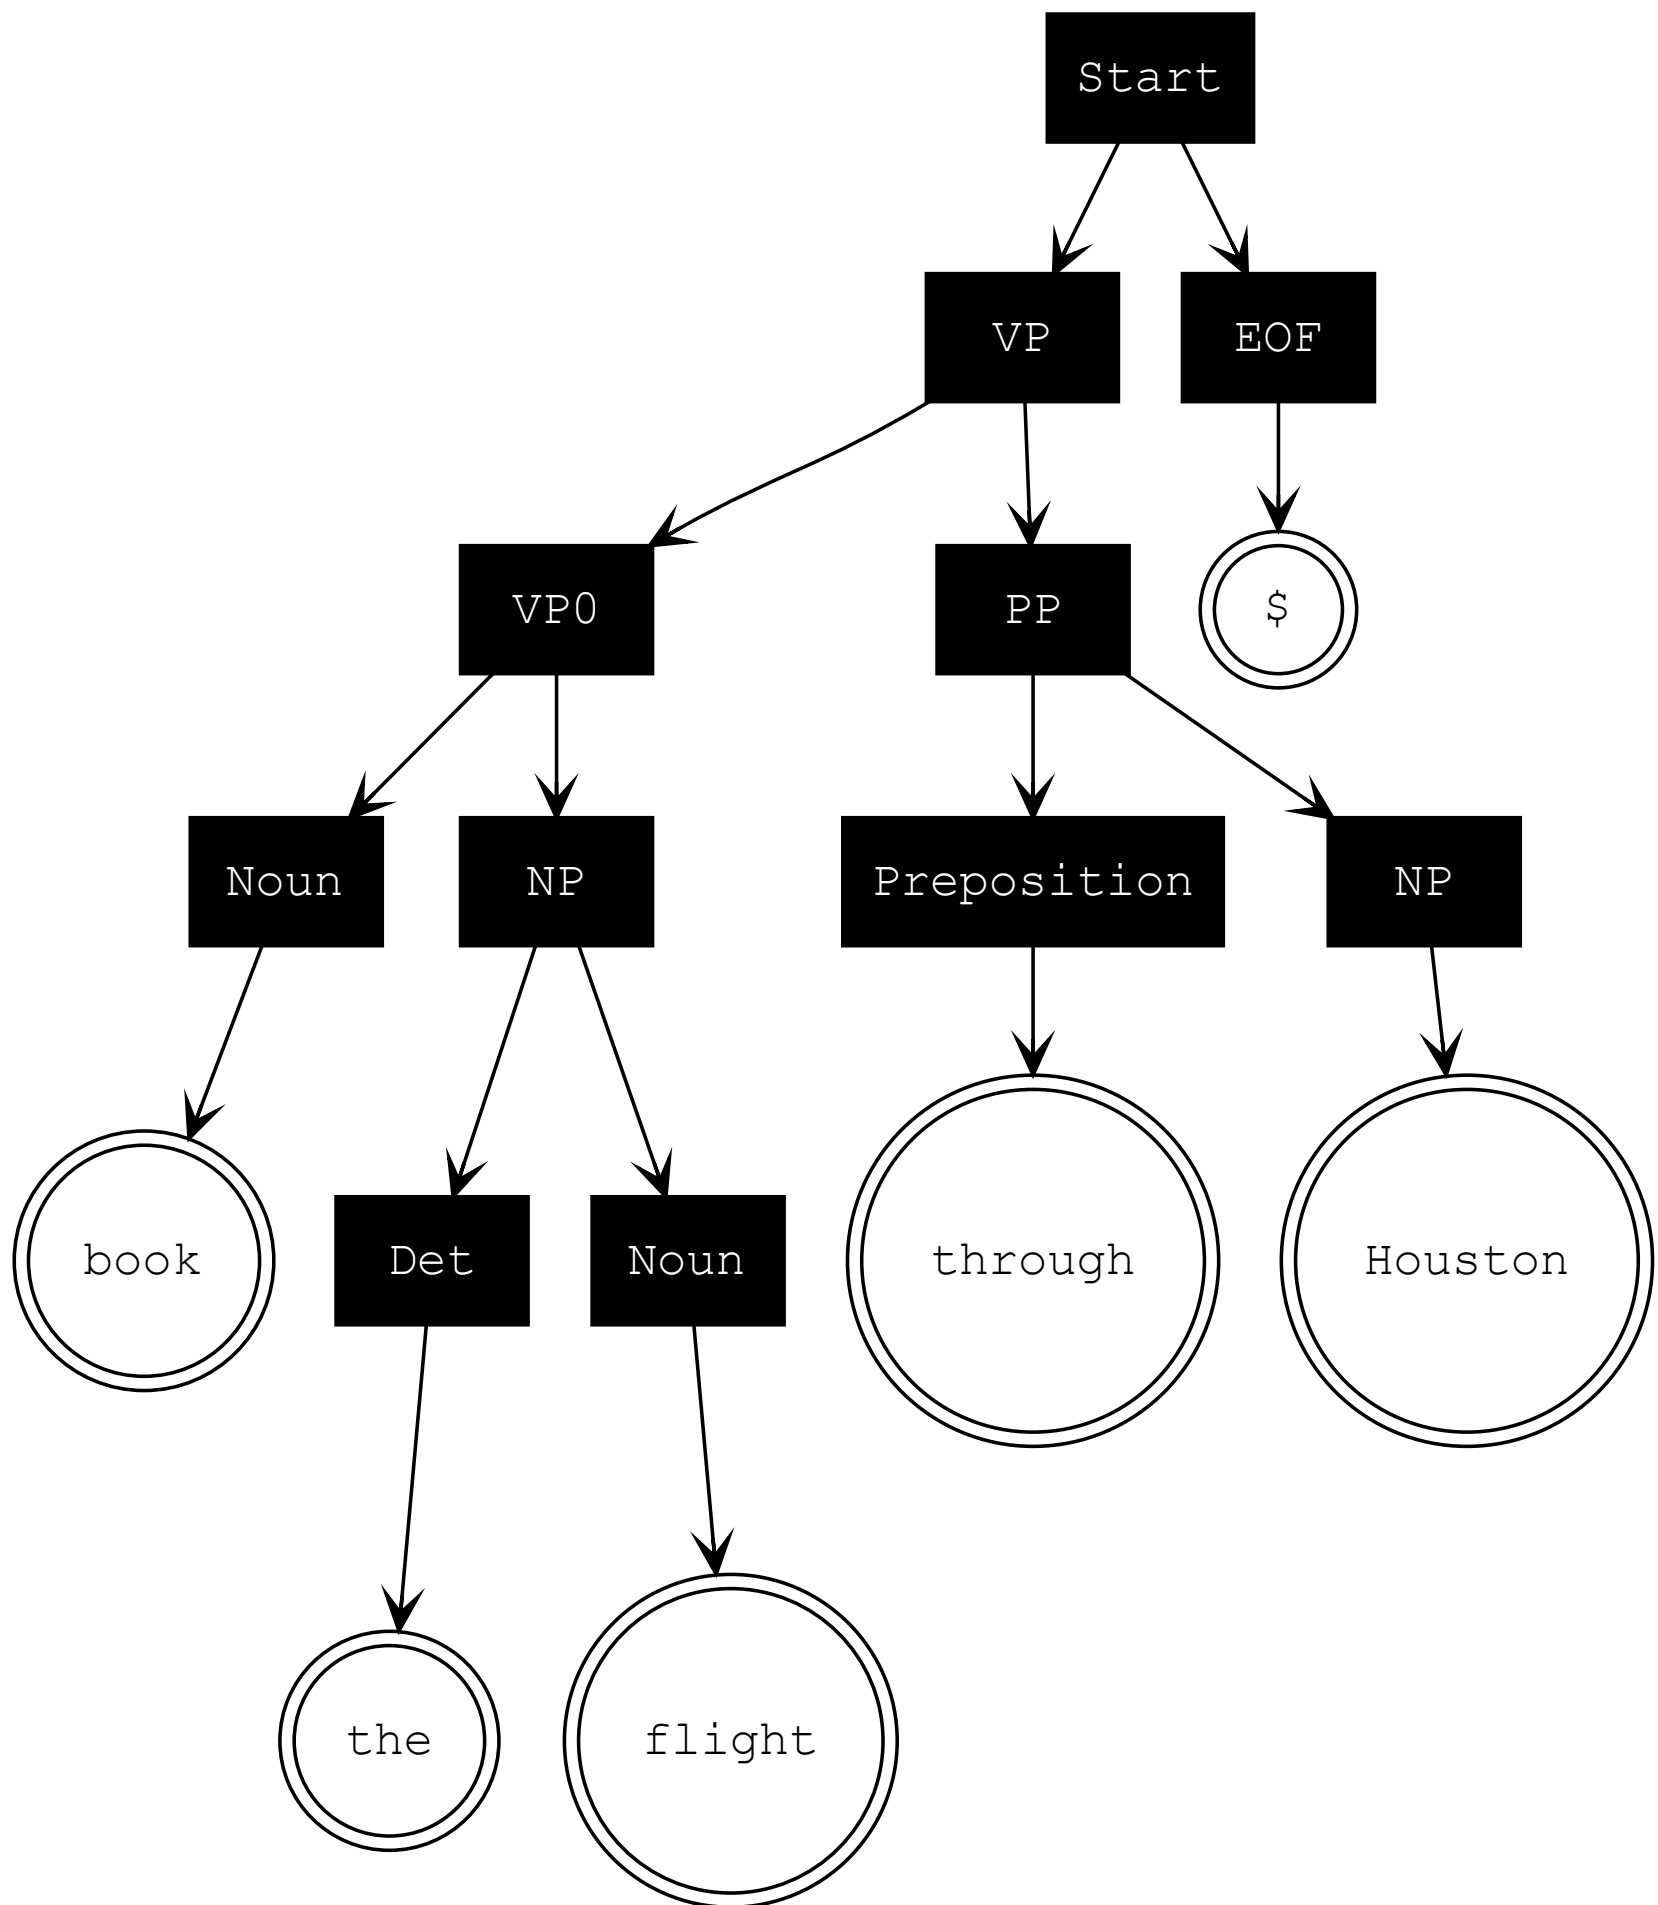 Start
VP EOF
VP0 PP $
Noun NP Preposition NP
book Det Noun through Houston
the flight